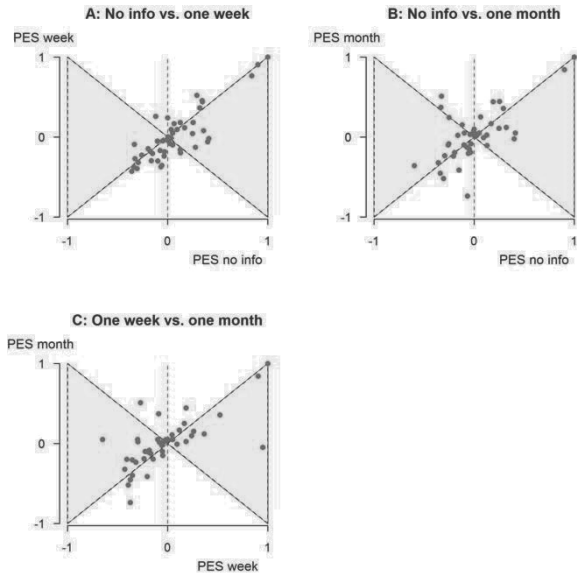 A: No info vs. one week
PES week
1
0
-1
-1 0 1
PES no info
B: No info vs. one month
PES month
1
0
-1
-1 0 1
PES no info
C: One week vs. one month
PES month
1
0
-1
-1 0 1
PES week